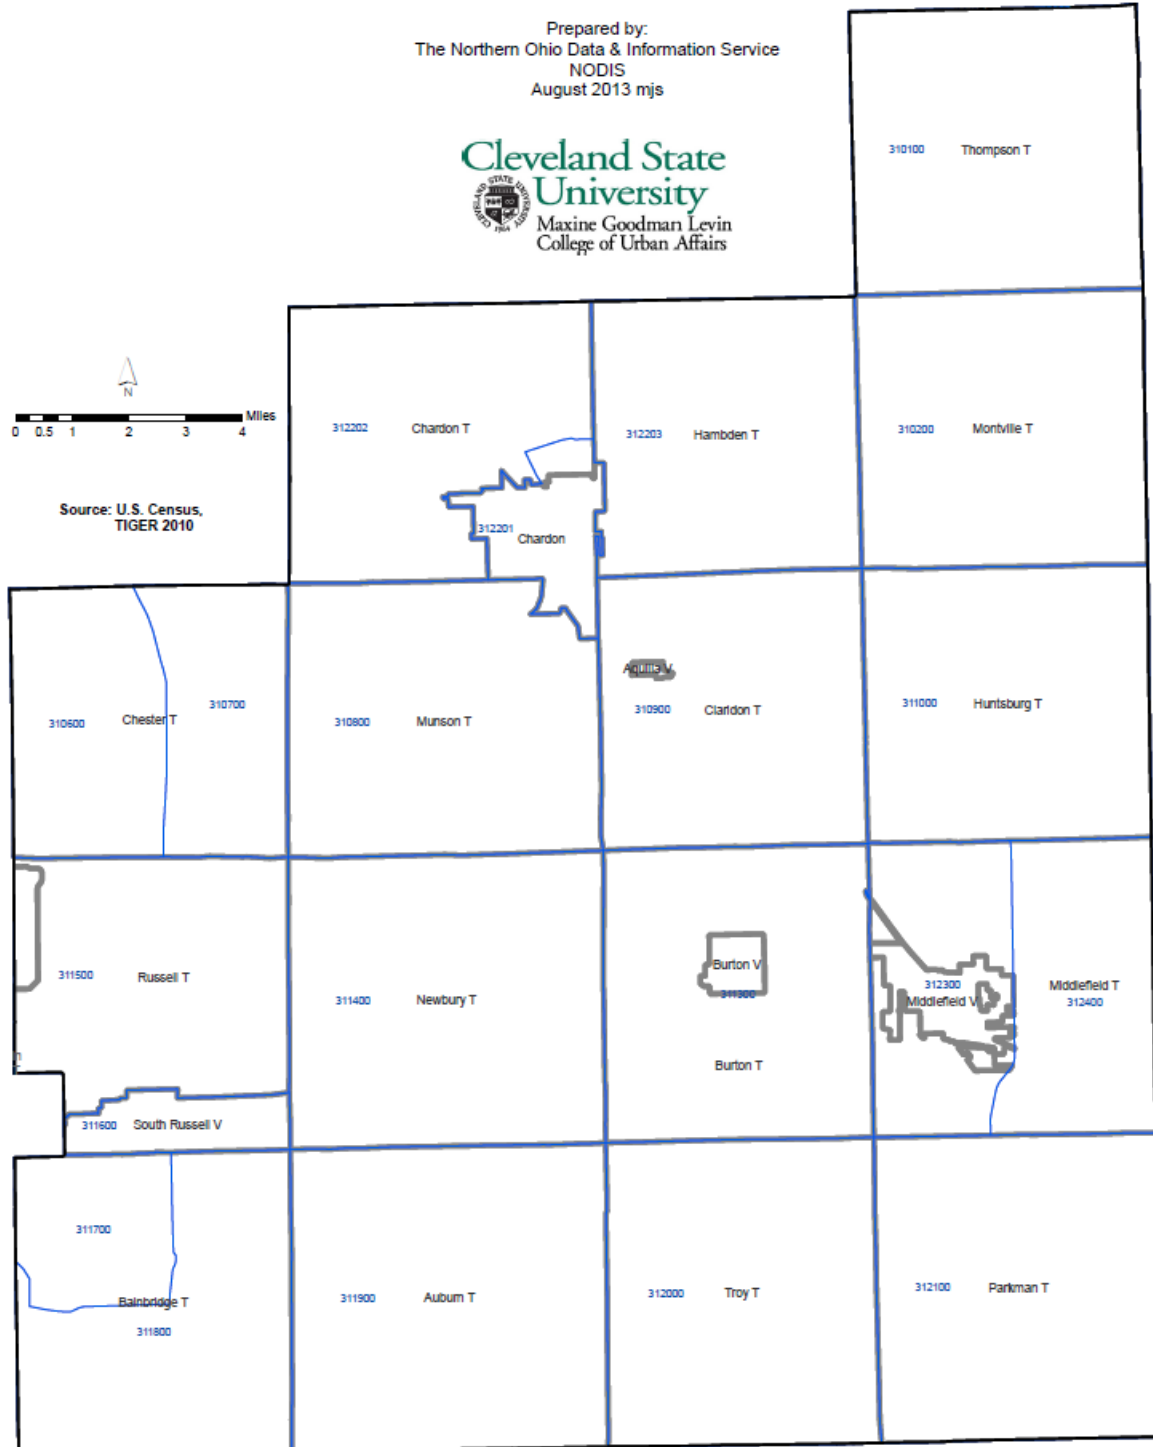 Prepared by:
The Northern Ohio Data & Information Service
NODIS
August 2013 mjs
Cleveland State
University
Maxine Goodman Levin
College of Urban Affairs
CLEVELAND STATE UNIVERSITY
1964
310100 Thompson T
N
Miles
0 0.5 1 2 3 4
Source: U.S. Census,
TIGER 2010
312202 Chardon T
312203 Hambden T
310200 Montville T
312201
Chardon
310600 Chester T 310700
310800 Munson T
Aquilla V
310900 Claridon T
311000 Huntsburg T
311500 Russell T
311400 Newbury T
Burton V
311300
Burton T
312300
Middlefield V
Middlefield T
312400
311600 South Russell V
311700
Bainbridge T
311800
311900 Auburn T
312000 Troy T
312100 Parkman T